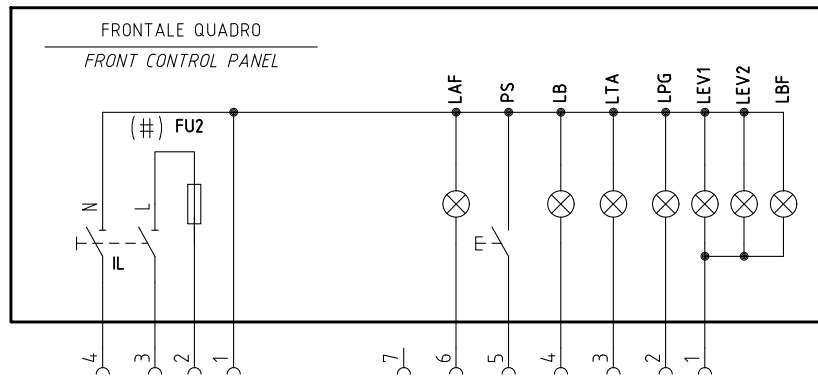 FRONTALE QUADRO
FRONT CONTROL PANEL
LAF PS LB LTA LPG LEV1 LEV2 LBF
(#) FU2
N L
IL
4 3 2 1 7 6 5 4 3 2 1